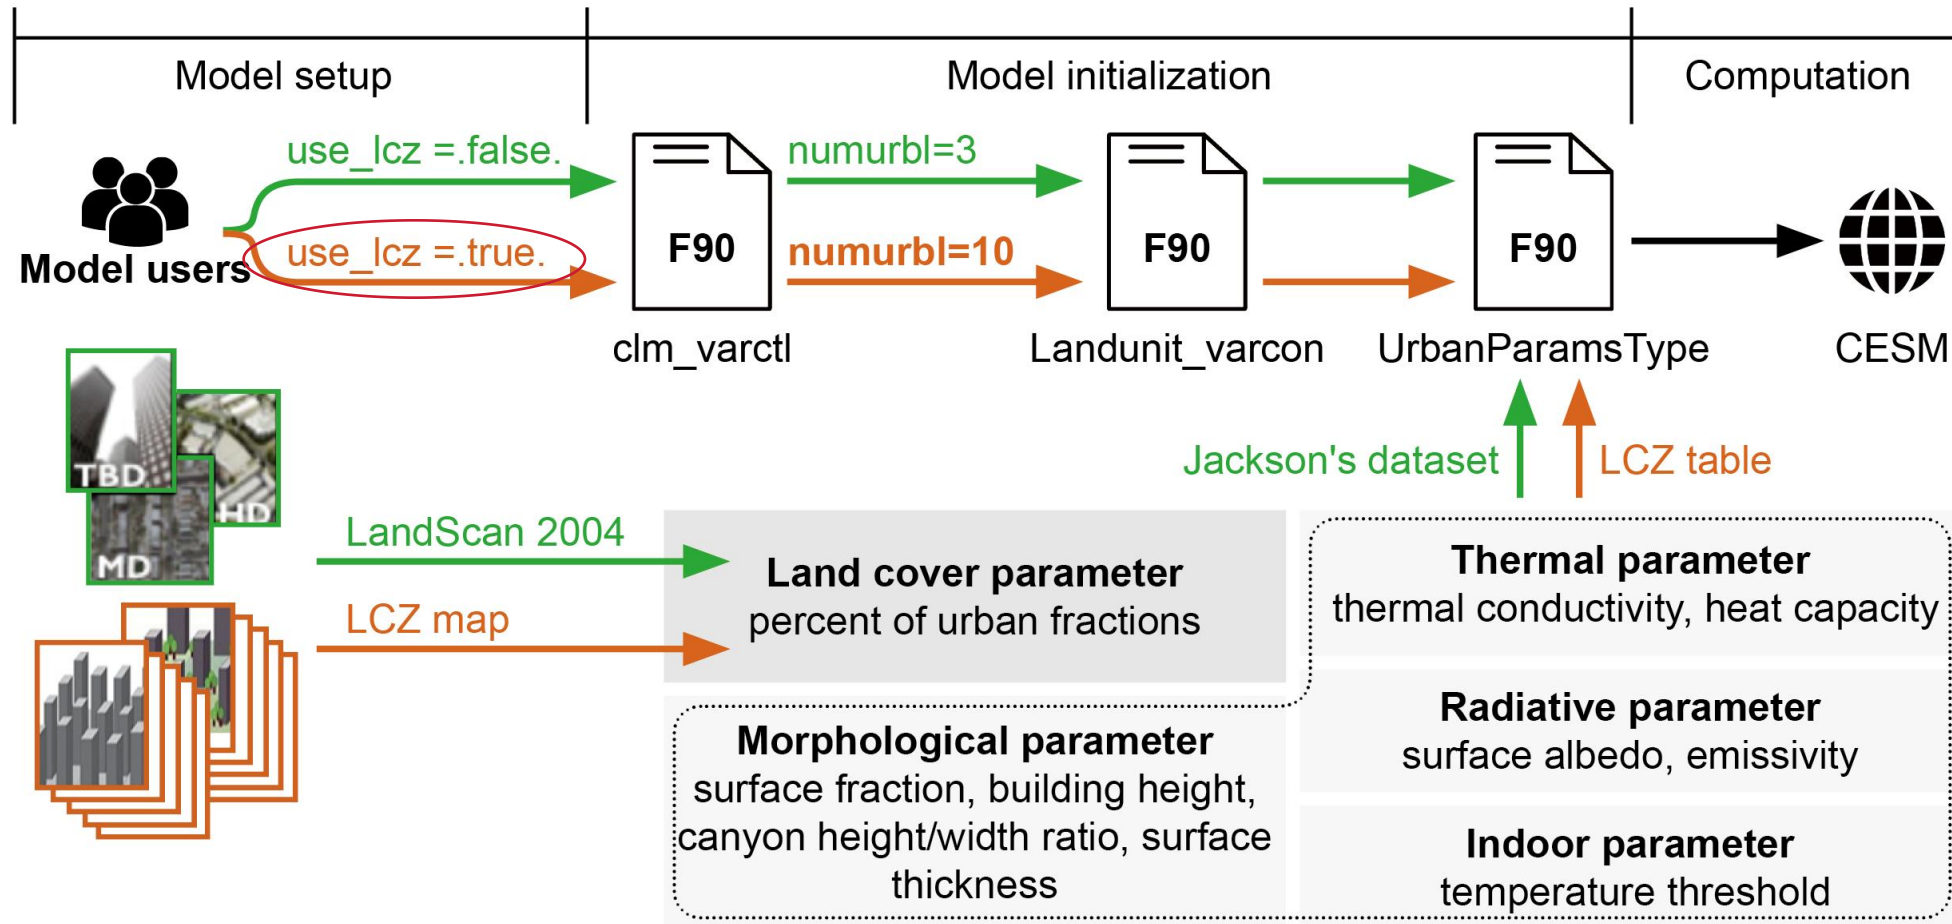 Model setup
Model initialization
Computation
use_lcz =.false.
numurbl=3
use_lcz =.true.
numurbl=10
F90
F90
F90
Model users
clm_varctl
Landunit_varcon
UrbanParamsType
CESM
TBD
HD
MD
Jackson's dataset
LCZ table
LandScan 2004
LCZ map
Land cover parameter
percent of urban fractions
Thermal parameter
thermal conductivity, heat capacity
Morphological parameter
surface fraction, building height,
canyon height/width ratio, surface
thickness
Radiative parameter
surface albedo, emissivity
Indoor parameter
temperature threshold